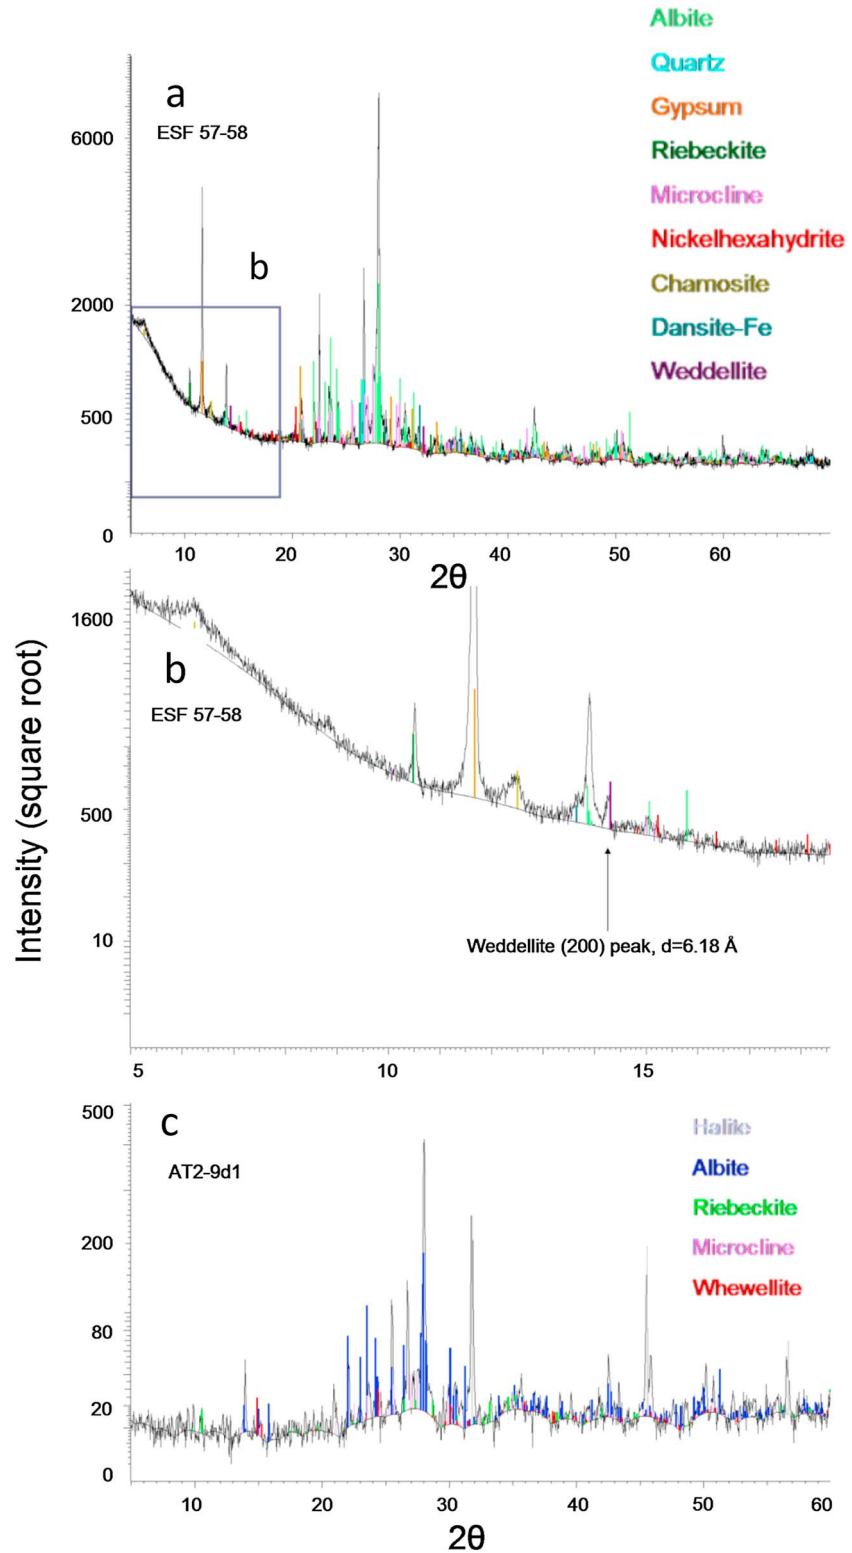 Albite
Quartz
Gypsum
Riebeckite
Microcline
Nickelhexahydrite
Chamosite
Dansite-Fe
Weddellite
a
ESF 57-58
b
6000
2000
500
0
10 20 30 40 50 60
2θ
Intensity (square root)
1600
500
10
b
ESF 57-58
Weddellite (200) peak, d=6.18 Å
5 10 15
500
200
80
20
0
c
AT2-9d1
Halite
Albite
Riebeckite
Microcline
Whewellite
10 20 30 40 50 60
2θ